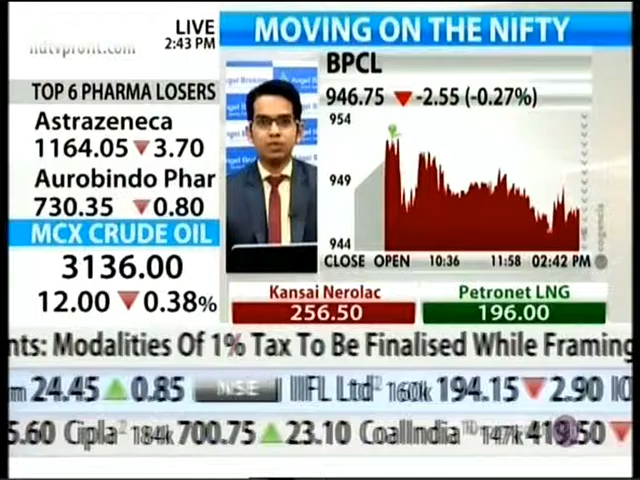 LIVE
ndtvprofit.com
2:43 PM
TOP 6 PHARMA LOSERS
Astrazeneca
1164.05 ▼ 3.70
Aurobindo Phar
730.35 ▼ 0.80
MCX CRUDE OIL
3136.00
12.00 ▼ 0.38%
MOVING ON THE NIFTY
BPCL
946.75 ▼ -2.55 (-0.27%)
954
949
944
CLOSE OPEN 10:36 11:58 02:42 PM
cogencis
Kansai Nerolac
256.50
Petronet LNG
196.00
nts: Modalities Of 1% Tax To Be Finalised While Framing
m 24.45 ▲ 0.85 NSE IIFL Ltd 160k 194.15 ▼ 2.90 IC
5.60 Cipla 184k 700.75 ▲ 23.10 CoalIndia 147k 419.50 ▼